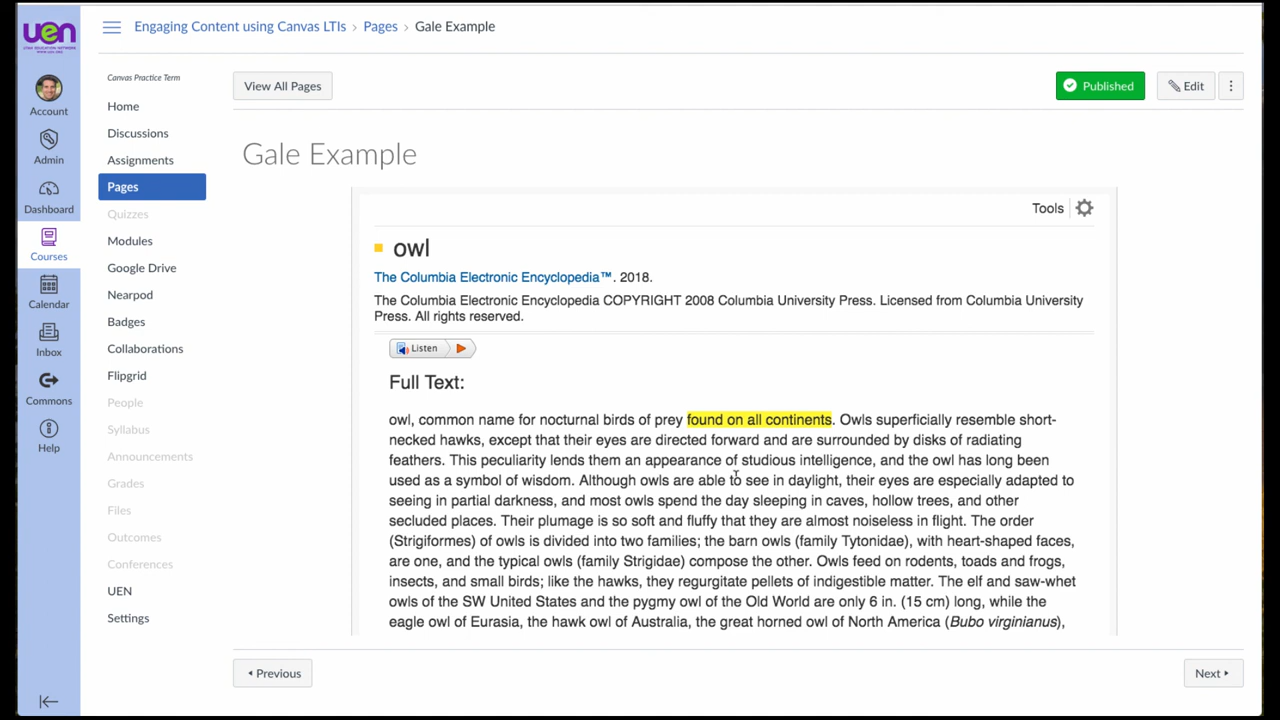 uen
UTAH EDUCATION NETWORK
www.uen.org
Account
Admin
Dashboard
Courses
Calendar
Inbox
Commons
Help
Engaging Content using Canvas LTIs › Pages › Gale Example
Canvas Practice Term
Home
Discussions
Assignments
Pages
Quizzes
Modules
Google Drive
Nearpod
Badges
Collaborations
Flipgrid
People
Syllabus
Announcements
Grades
Files
Outcomes
Conferences
UEN
Settings
View All Pages
Published
Edit
Gale Example
Tools
owl
The Columbia Electronic Encyclopedia™. 2018.
The Columbia Electronic Encyclopedia COPYRIGHT 2008 Columbia University Press. Licensed from Columbia University
Press. All rights reserved.
Listen
Full Text:
owl, common name for nocturnal birds of prey found on all continents. Owls superficially resemble short-
necked hawks, except that their eyes are directed forward and are surrounded by disks of radiating
feathers. This peculiarity lends them an appearance of studious intelligence, and the owl has long been
used as a symbol of wisdom. Although owls are able to see in daylight, their eyes are especially adapted to
seeing in partial darkness, and most owls spend the day sleeping in caves, hollow trees, and other
secluded places. Their plumage is so soft and fluffy that they are almost noiseless in flight. The order
(Strigiformes) of owls is divided into two families; the barn owls (family Tytonidae), with heart-shaped faces,
are one, and the typical owls (family Strigidae) compose the other. Owls feed on rodents, toads and frogs,
insects, and small birds; like the hawks, they regurgitate pellets of indigestible matter. The elf and saw-whet
owls of the SW United States and the pygmy owl of the Old World are only 6 in. (15 cm) long, while the
eagle owl of Eurasia, the hawk owl of Australia, the great horned owl of North America (Bubo virginianus),
Previous
Next